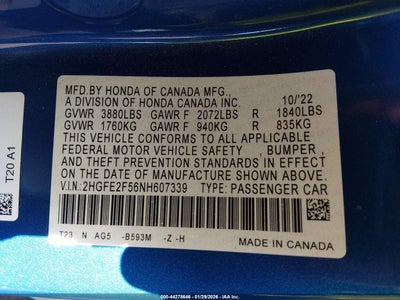 MFD.BY HONDA OF CANADA MFG.,
A DIVISION OF HONDA CANADA INC. 10/'22
GVWR 3880LBS GAWR F 2072LBS R 1840LBS
GVWR 1760KG GAWR F 940KG R 835KG
THIS VEHICLE CONFORMS TO ALL APPLICABLE
FEDERAL MOTOR VEHICLE SAFETY , BUMPER ,
AND THEFT PREVENTION STANDARDS IN EFFECT
ON THE DATE OF MANUFACTURE SHOWN ABOVE.
V.I.N.:2HGFE2F56NH607339 TYPE: PASSENGER CAR
T23 N AG5 -B593M -Z -H
MADE IN CANADA
T20 A1
000-44278646 - 01/29/2026 - IAA, Inc.